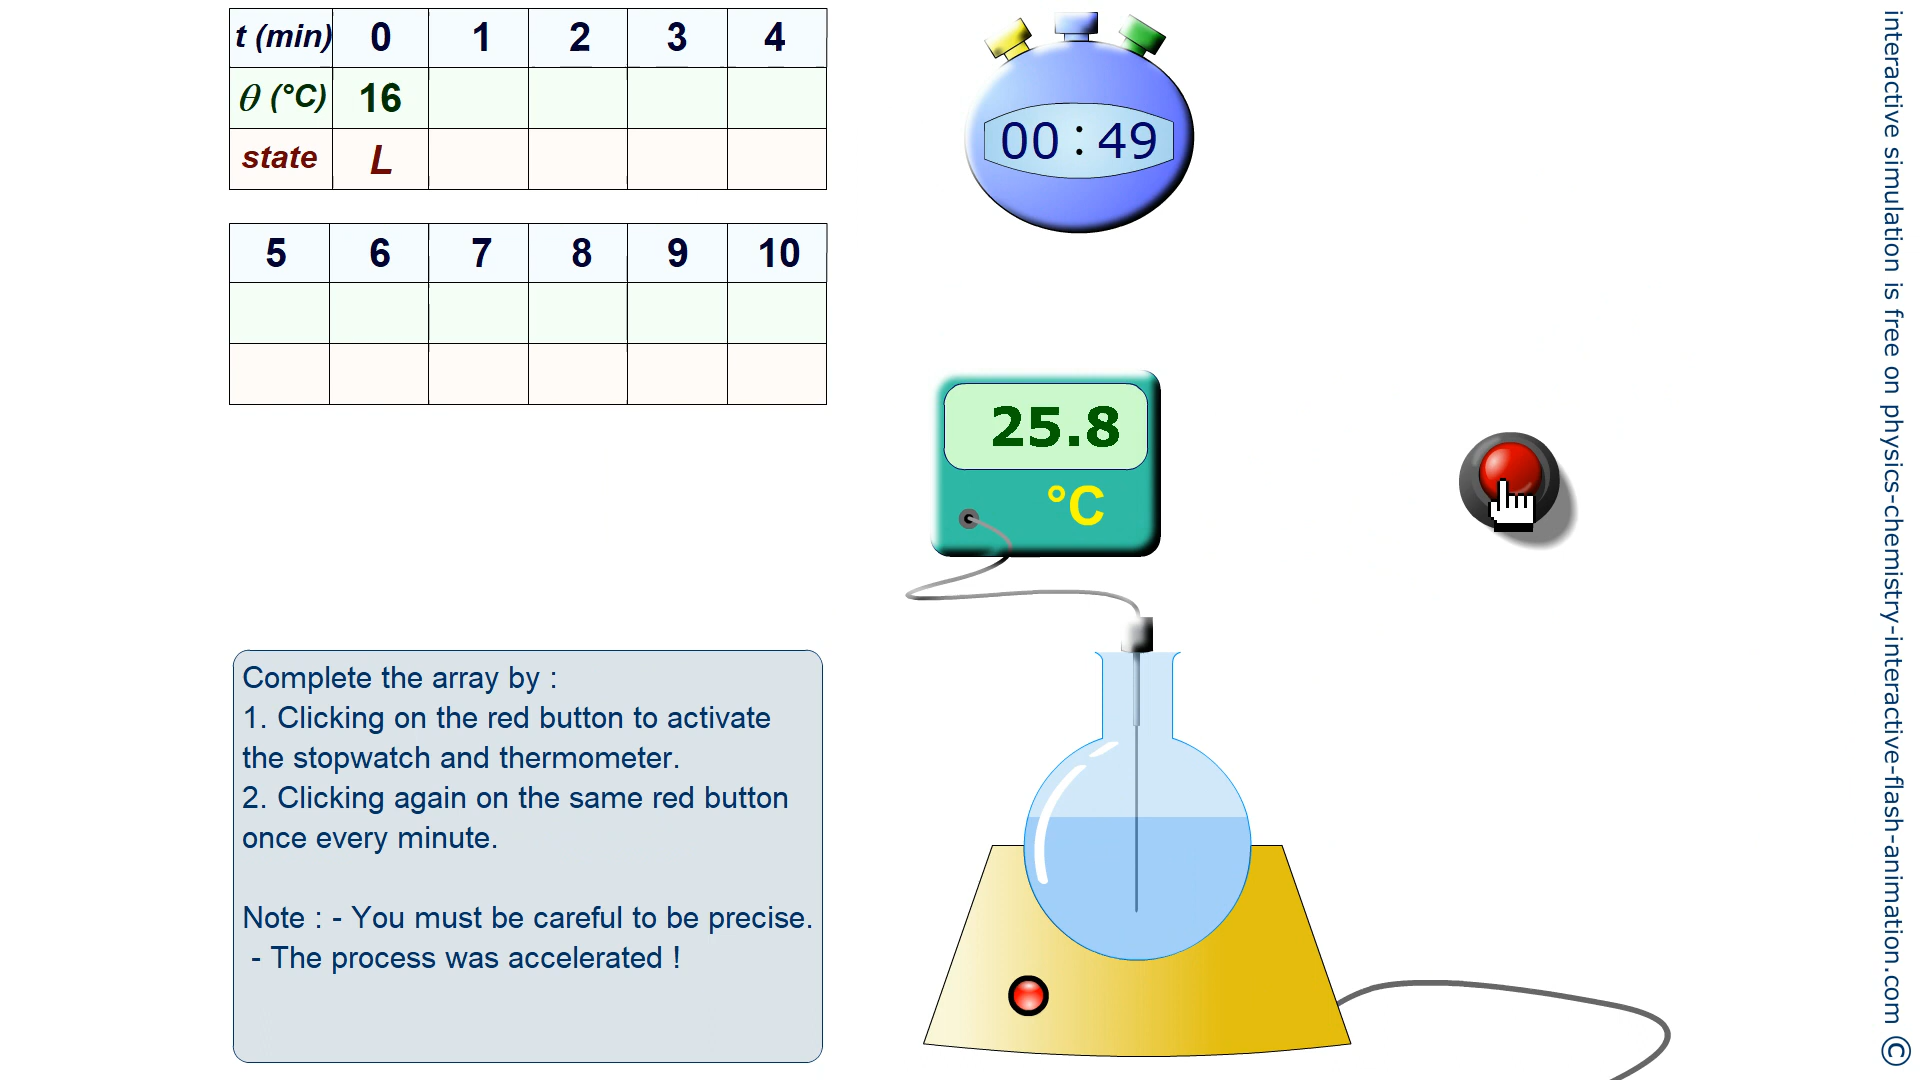 t (min) 0 1 2 3 4
θ (°C) 16
state L
5 6 7 8 9 10
00 : 49
25.8
°C
Complete the array by :
1. Clicking on the red button to activate
the stopwatch and thermometer.
2. Clicking again on the same red button
once every minute.
Note : - You must be careful to be precise.
- The process was accelerated !
interactive simulation is free on physics-chemistry-interactive-flash-animation.com ©